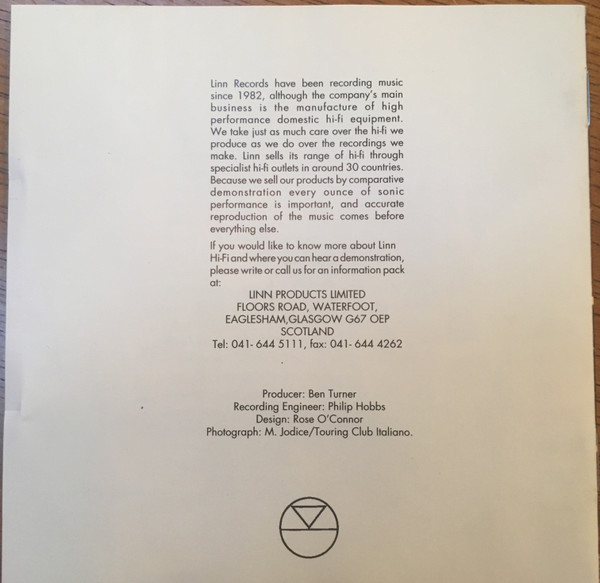 Linn Records have been recording music
since 1982, although the company's main
business is the manufacture of high
performance domestic hi-fi equipment.
We take just as much care over the hi-fi we
produce as we do over the recordings we
make. Linn sells its range of hi-fi through
specialist hi-fi outlets in around 30 countries.
Because we sell our products by comparative
demonstration every ounce of sonic
performance is important, and accurate
reproduction of the music comes before
everything else.
If you would like to know more about Linn
Hi-Fi and where you can hear a demonstration,
please write or call us for an information pack
at:
LINN PRODUCTS LIMITED
FLOORS ROAD, WATERFOOT,
EAGLESHAM,GLASGOW G67 OEP
SCOTLAND
Tel: 041- 644 5111, fax: 041- 644 4262
Producer: Ben Turner
Recording Engineer: Philip Hobbs
Design: Rose O'Connor
Photograph: M. Jodice/Touring Club Italiano.